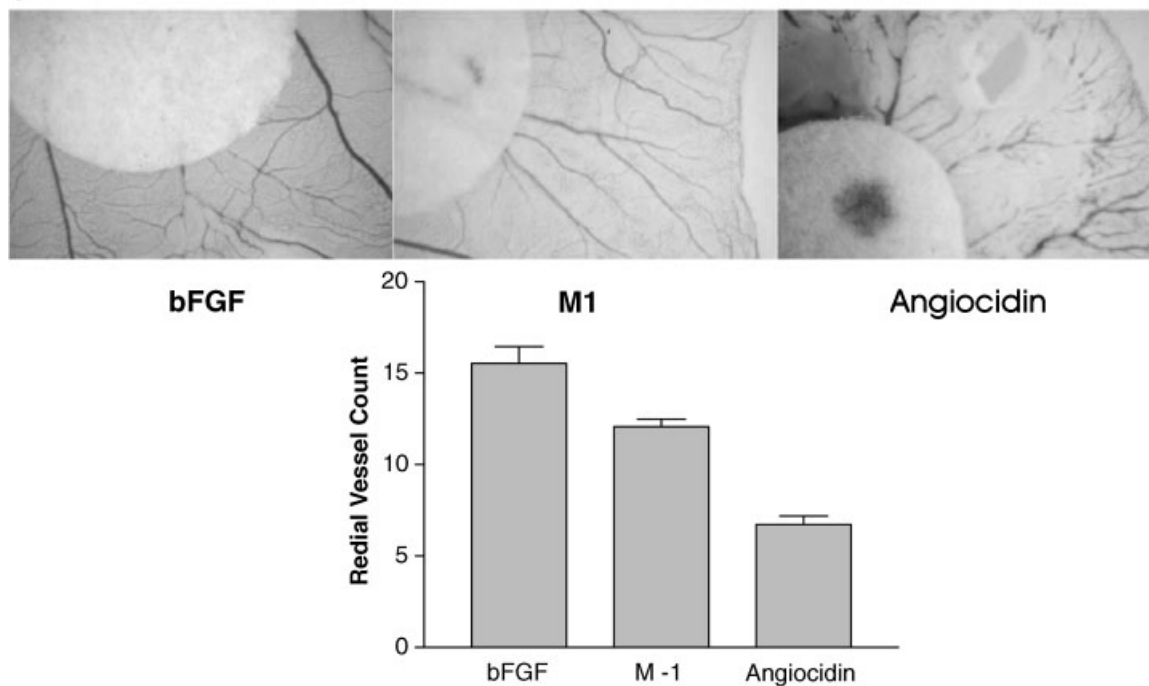 bFGF
M1
Angiocidin
20
15
10
5
0
Redial Vessel Count
bFGF
M -1
Angiocidin